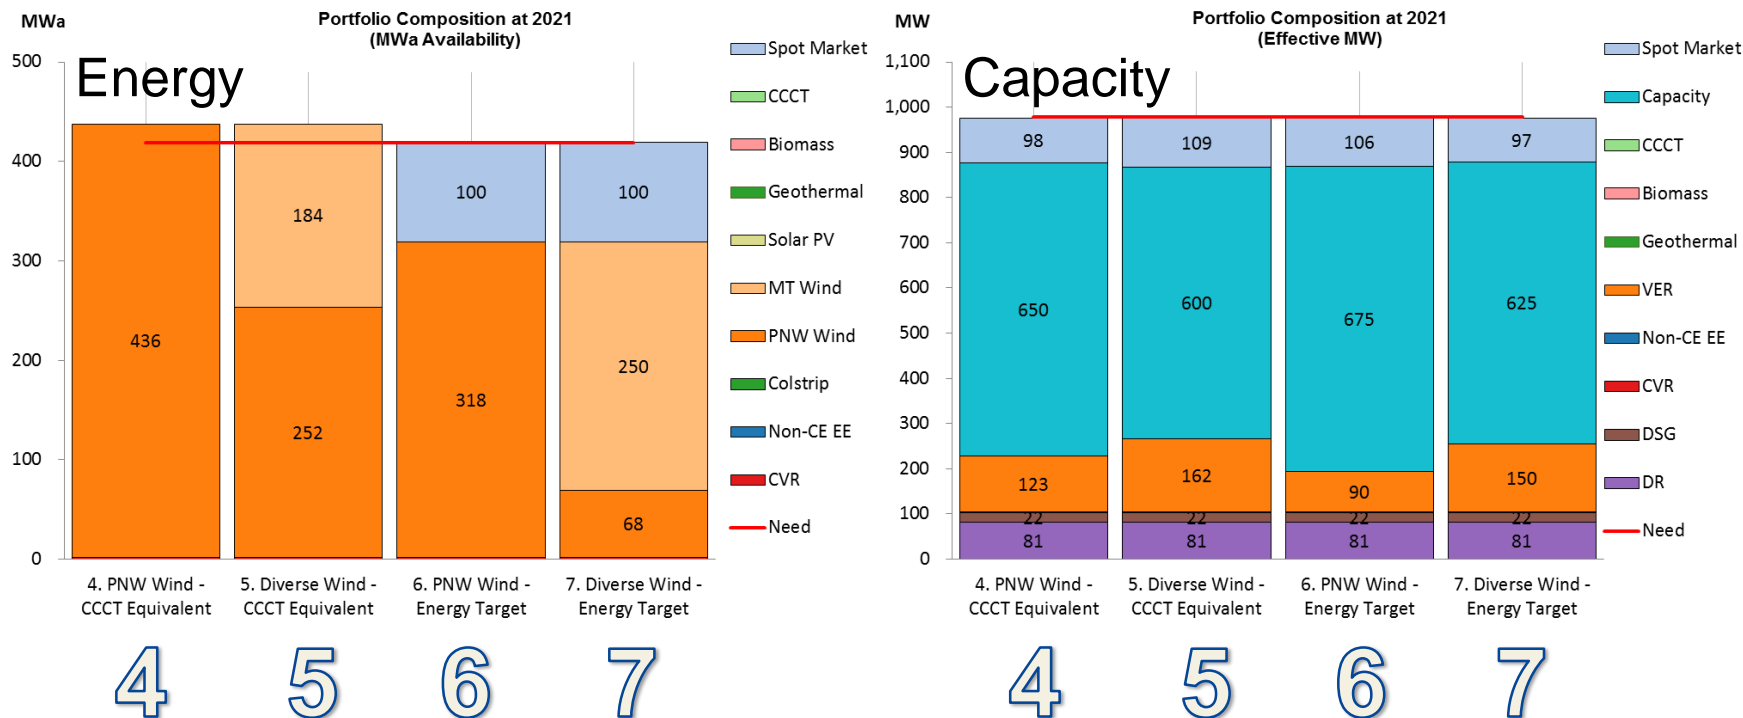 MWa
Portfolio Composition at 2021
(MWa Availability)
Energy
500
400
300
200
100
0
184
100
100
436
252
318
250
68
4. PNW Wind -
CCCT Equivalent
5. Diverse Wind -
CCCT Equivalent
6. PNW Wind -
Energy Target
7. Diverse Wind -
Energy Target
Spot Market
CCCT
Biomass
Geothermal
Solar PV
MT Wind
PNW Wind
Colstrip
Non-CE EE
CVR
Need
4
5
6
7
MW
Portfolio Composition at 2021
(Effective MW)
Capacity
1,100
1,000
900
800
700
600
500
400
300
200
100
0
98
109
106
97
650
600
675
625
123
162
90
150
22
22
22
22
81
81
81
81
4. PNW Wind -
CCCT Equivalent
5. Diverse Wind -
CCCT Equivalent
6. PNW Wind -
Energy Target
7. Diverse Wind -
Energy Target
Spot Market
Capacity
CCCT
Biomass
Geothermal
VER
Non-CE EE
CVR
DSG
DR
Need
4
5
6
7